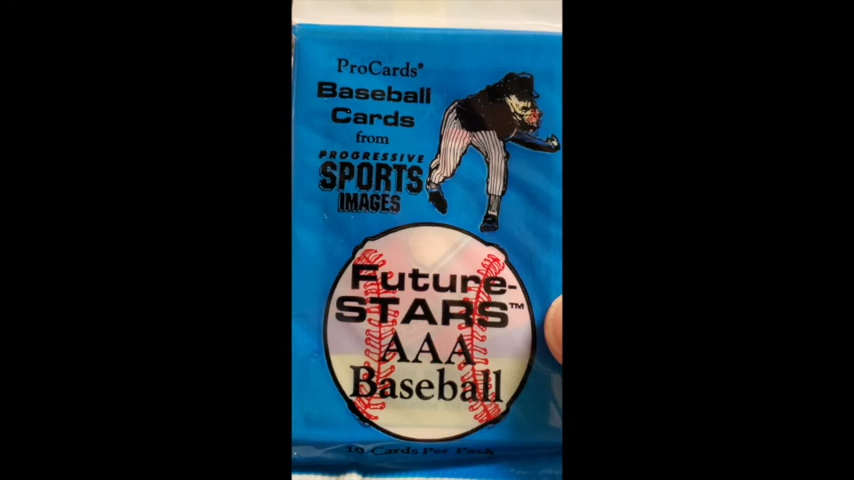 ProCards®
Baseball
Cards
from
PROGRESSIVE
SPORTS
IMAGES
Future-
STARS™
AAA
Baseball
10 Cards Per Pack